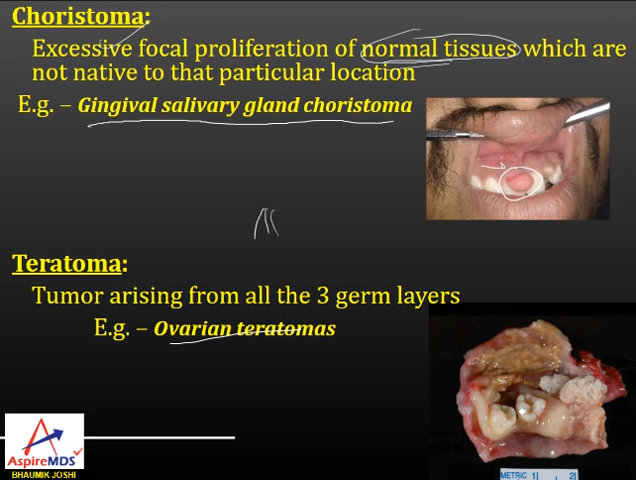 Choristoma:
Excessive focal proliferation of normal tissues which are
not native to that particular location
E.g. – Gingival salivary gland choristoma
Teratoma:
Tumor arising from all the 3 germ layers
E.g. – Ovarian teratomas
AspireMDS
BHAUMIK JOSHI
METRIC 1 2